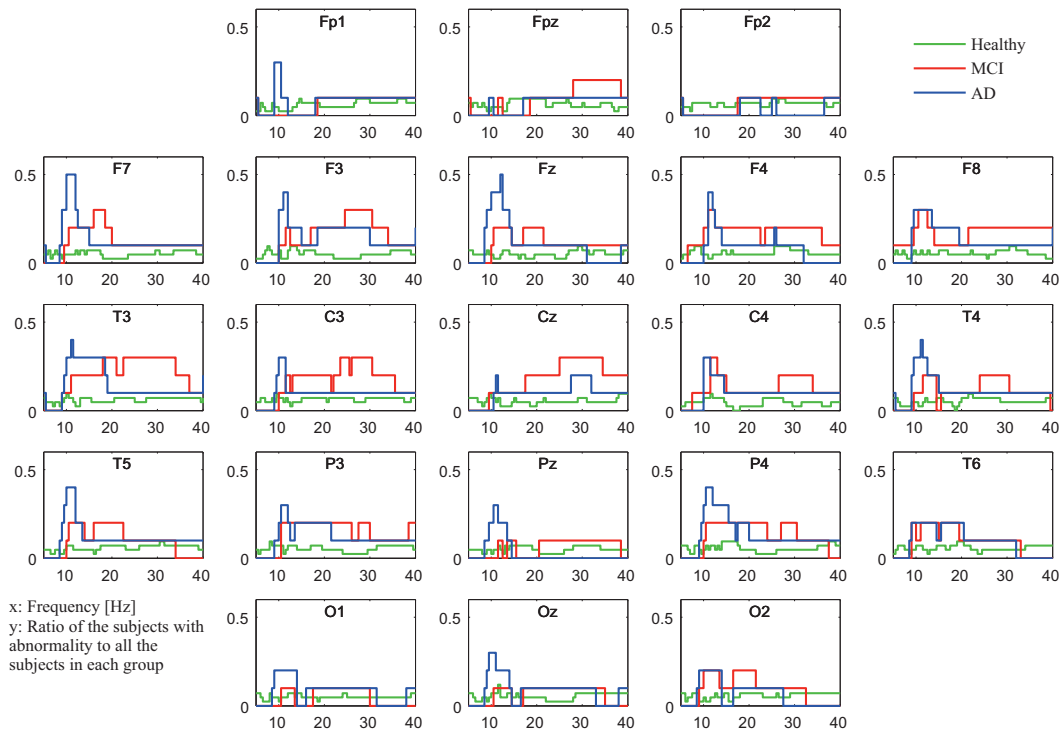 Fp1 Fpz Fp2
0.5 0.5 0.5
Healthy
MCI
AD
0 0 0
10 20 30 40 10 20 30 40 10 20 30 40
F7 F3 Fz F4 F8
0.5 0.5 0.5 0.5 0.5
0 0 0 0 0
10 20 30 40 10 20 30 40 10 20 30 40 10 20 30 40 10 20 30 40
T3 C3 Cz C4 T4
0.5 0.5 0.5 0.5 0.5
0 0 0 0 0
10 20 30 40 10 20 30 40 10 20 30 40 10 20 30 40 10 20 30 40
T5 P3 Pz P4 T6
0.5 0.5 0.5 0.5 0.5
0 0 0 0 0
10 20 30 40 10 20 30 40 10 20 30 40 10 20 30 40 10 20 30 40
x: Frequency [Hz]
y: Ratio of the subjects with
abnormality to all the
subjects in each group
O1 Oz O2
0.5 0.5 0.5
0 0 0
10 20 30 40 10 20 30 40 10 20 30 40